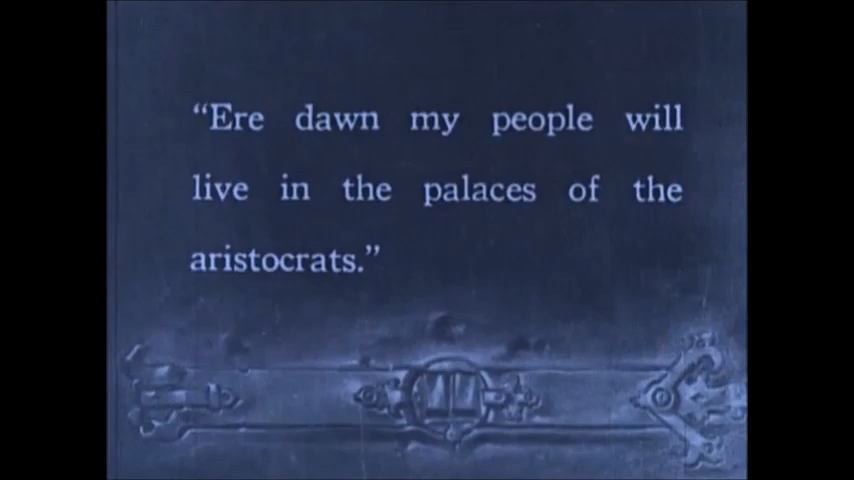 “Ere dawn my people will
live in the palaces of the
aristocrats.”